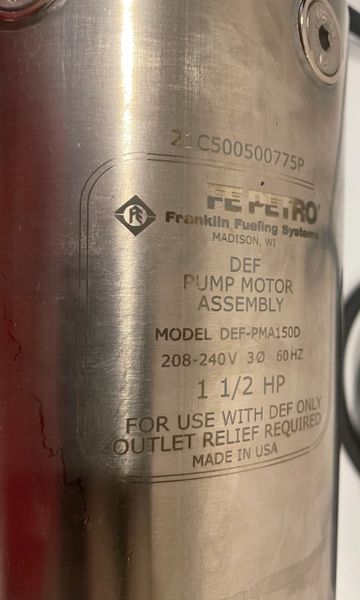 21C500500775P
FE PETRO
Franklin Fueling Systems
MADISON, WI
DEF
PUMP MOTOR
ASSEMBLY
MODEL DEF-PMA150D
208-240V 3Ø 60HZ
1 1/2 HP
FOR USE WITH DEF ONLY
OUTLET RELIEF REQUIRED
MADE IN USA